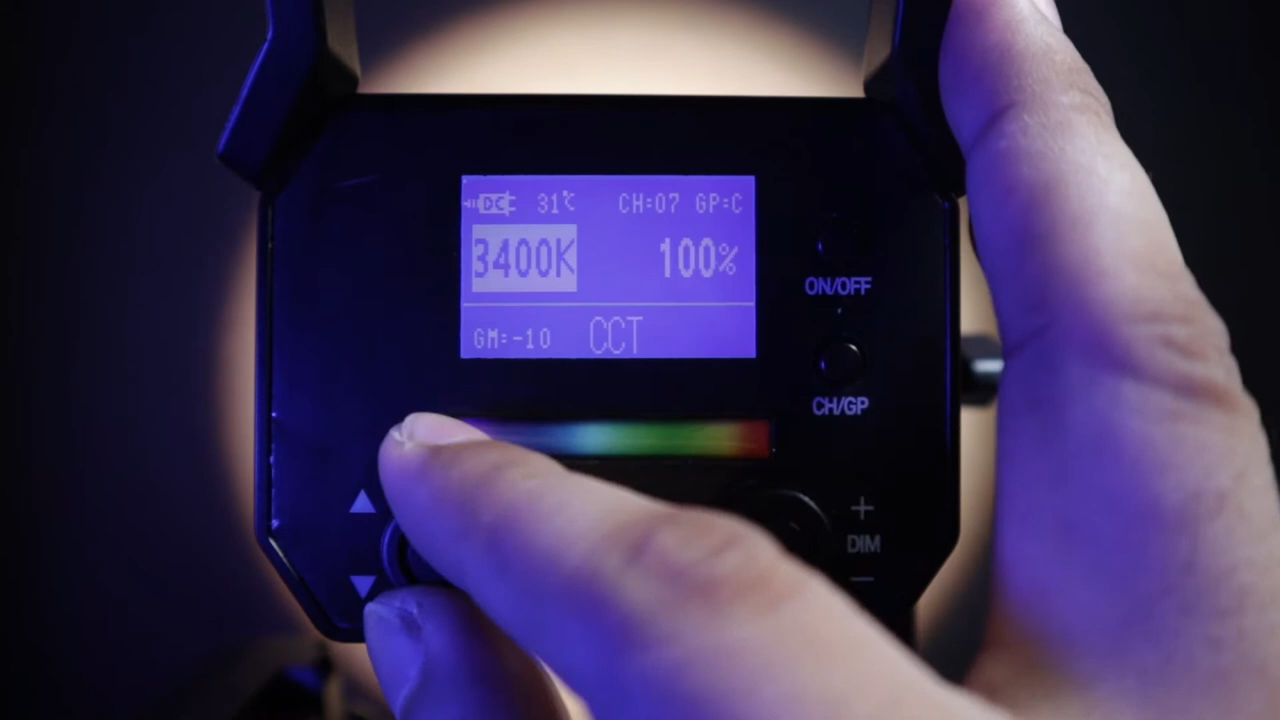 DC 31℃ CH:07 GP:C
3400K 100%
GM:-10 CCT
ON/OFF
CH/GP
▲
+
DIM
▼
−